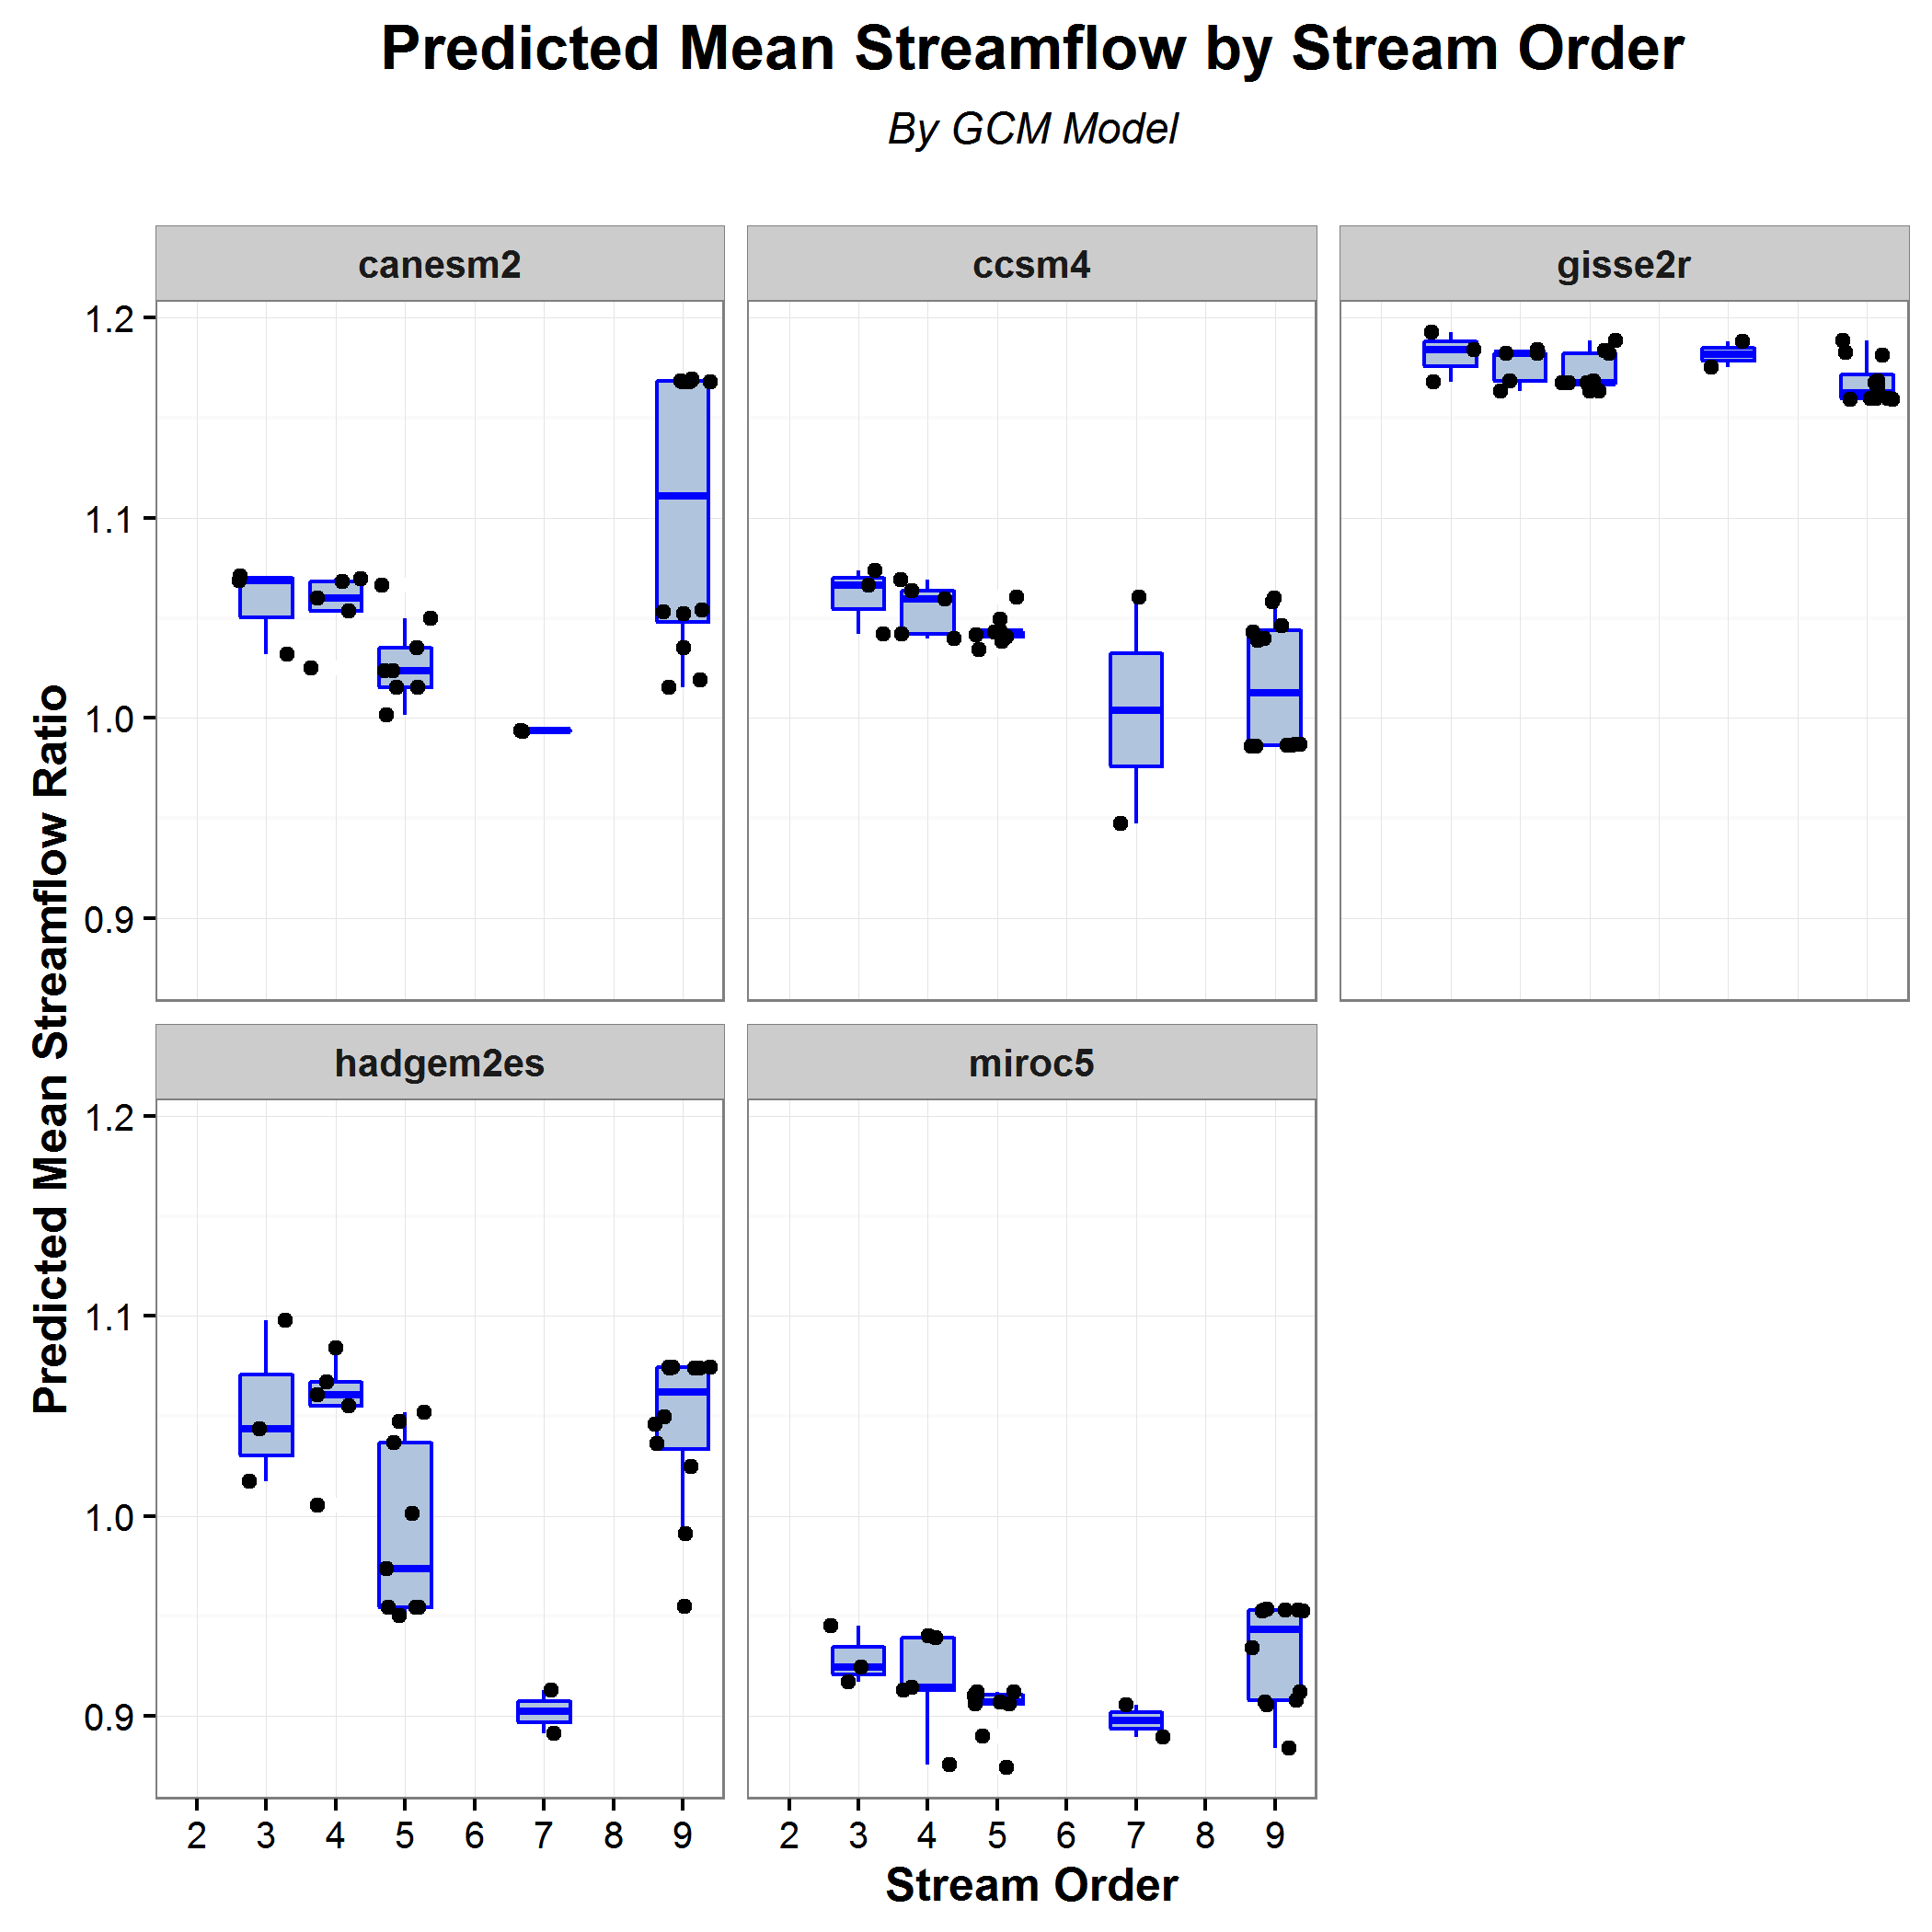 Predicted Mean Streamflow by Stream Order
By GCM Model
canesm2
ccsm4
gisse2r
1.2
1.1
1.0
0.9
Predicted Mean Streamflow Ratio
hadgem2es
miroc5
1.2
1.1
1.0
0.9
2 3 4 5 6 7 8 9
2 3 4 5 6 7 8 9
Stream Order